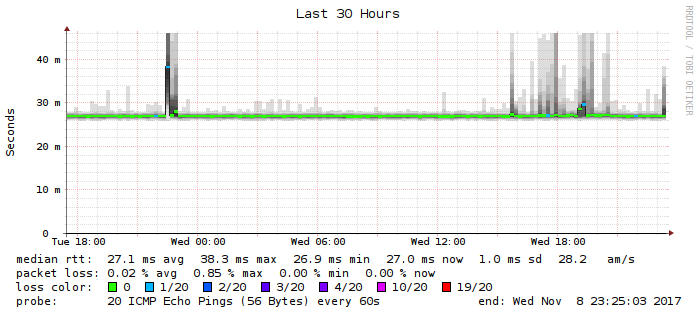 Last 30 Hours
RRDTOOL / TOBI OETIKER
Seconds
40 m
30 m
20 m
10 m
0
Tue 18:00 Wed 00:00 Wed 06:00 Wed 12:00 Wed 18:00
median rtt: 27.1 ms avg 38.3 ms max 26.9 ms min 27.0 ms now 1.0 ms sd 28.2 am/s
packet loss: 0.02 % avg 0.85 % max 0.00 % min 0.00 % now
loss color: 0 1/20 2/20 3/20 4/20 10/20 19/20
probe: 20 ICMP Echo Pings (56 Bytes) every 60s end: Wed Nov 8 23:25:03 2017